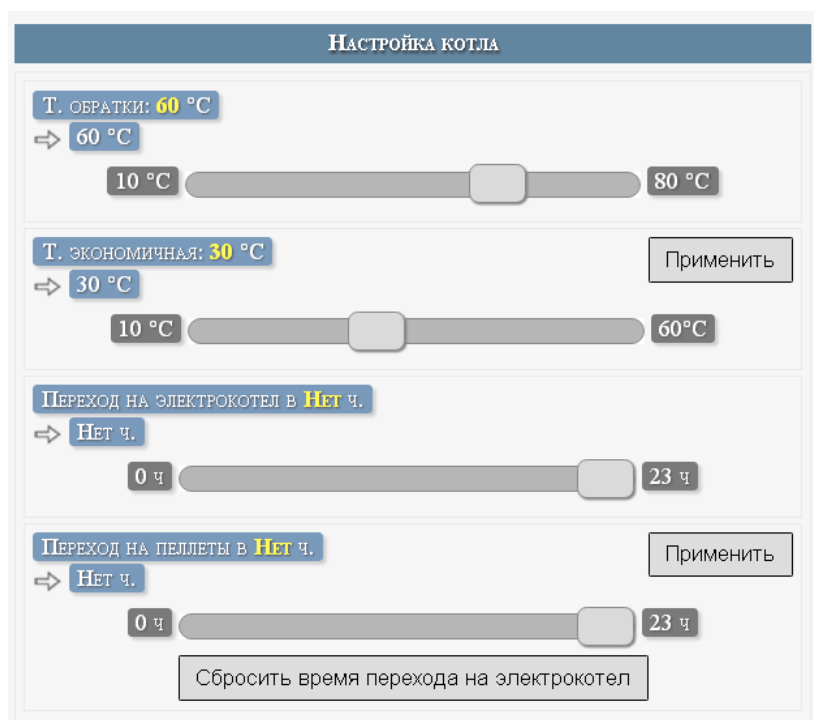 Настройка котла
Т. обратки: 60 °C
60 °C
10 °C 80 °C
Т. экономичная: 30 °C
Применить
30 °C
10 °C 60°C
Переход на электрокотел в Нет ч.
Нет ч.
0 ч 23 ч
Переход на пеллеты в Нет ч.
Применить
Нет ч.
0 ч 23 ч
Сбросить время перехода на электрокотел